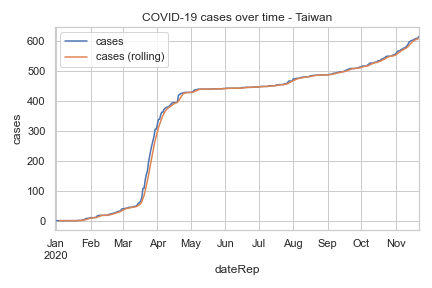 COVID-19 cases over time - Taiwan
cases
cases (rolling)
600
500
400
300
200
100
0
cases
Jan Feb Mar Apr May Jun Jul Aug Sep Oct Nov
2020
dateRep